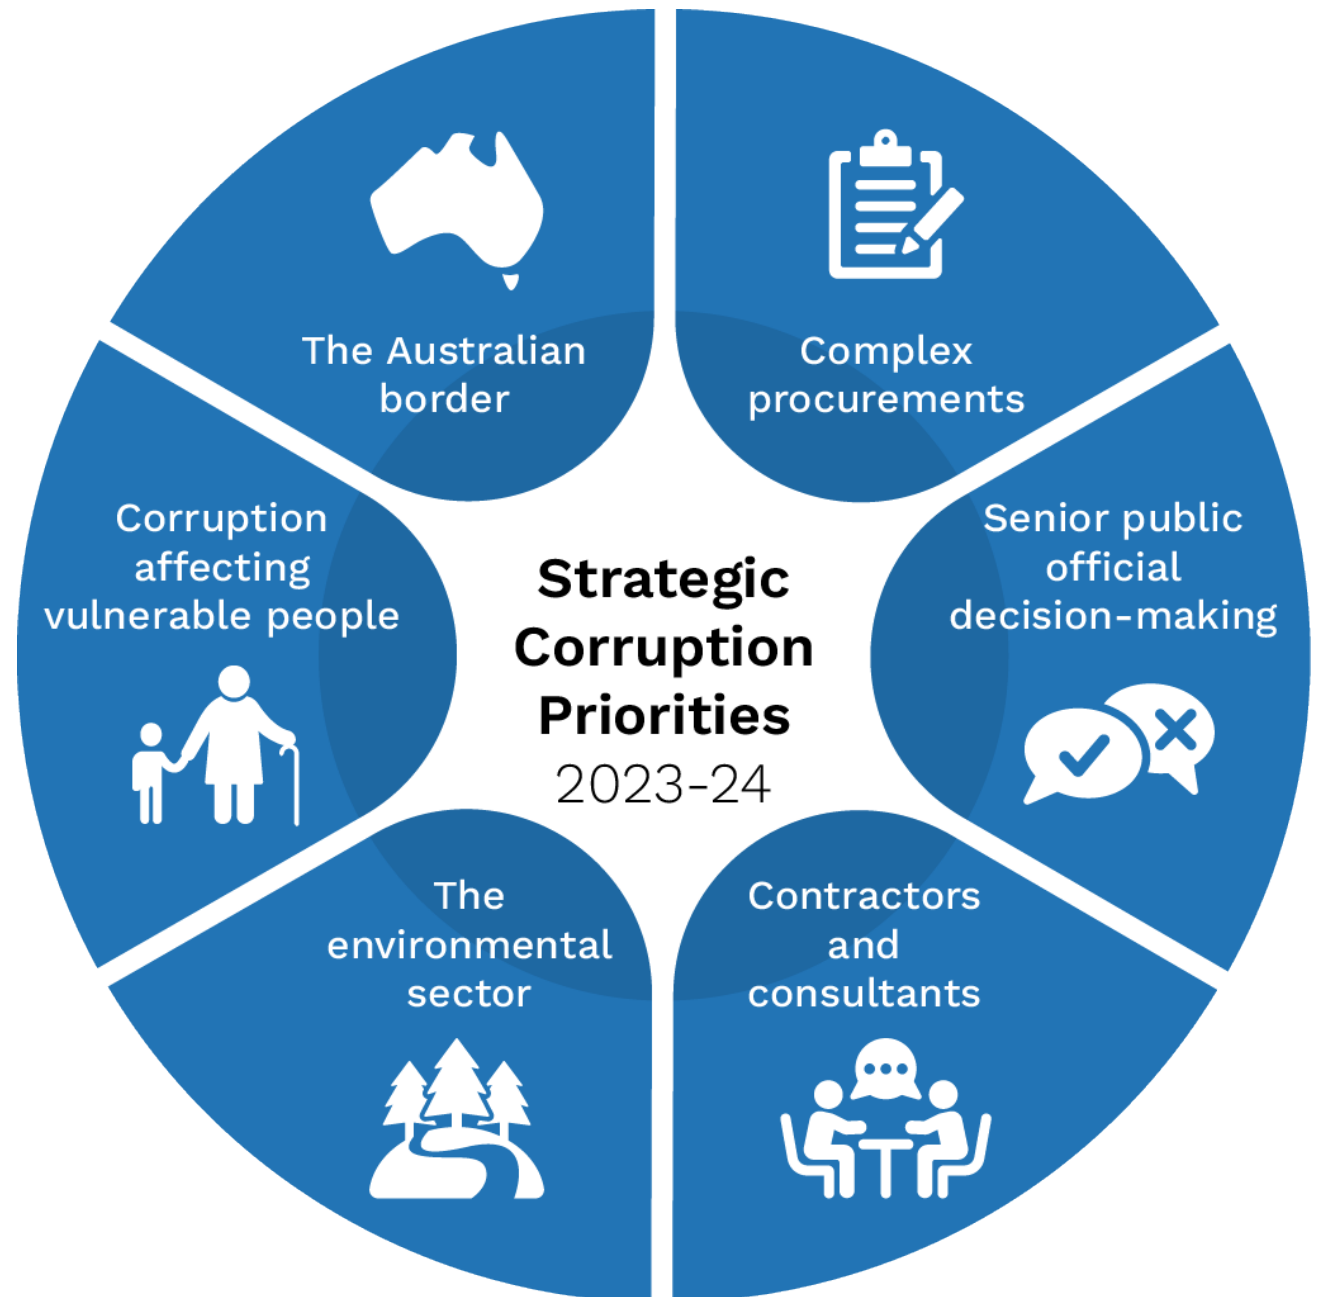 The Australian
border
Complex
procurements
Corruption
affecting
vulnerable people
Strategic
Corruption
Priorities
2023-24
Senior public
official
decision-making
The
environmental
sector
Contractors
and
consultants